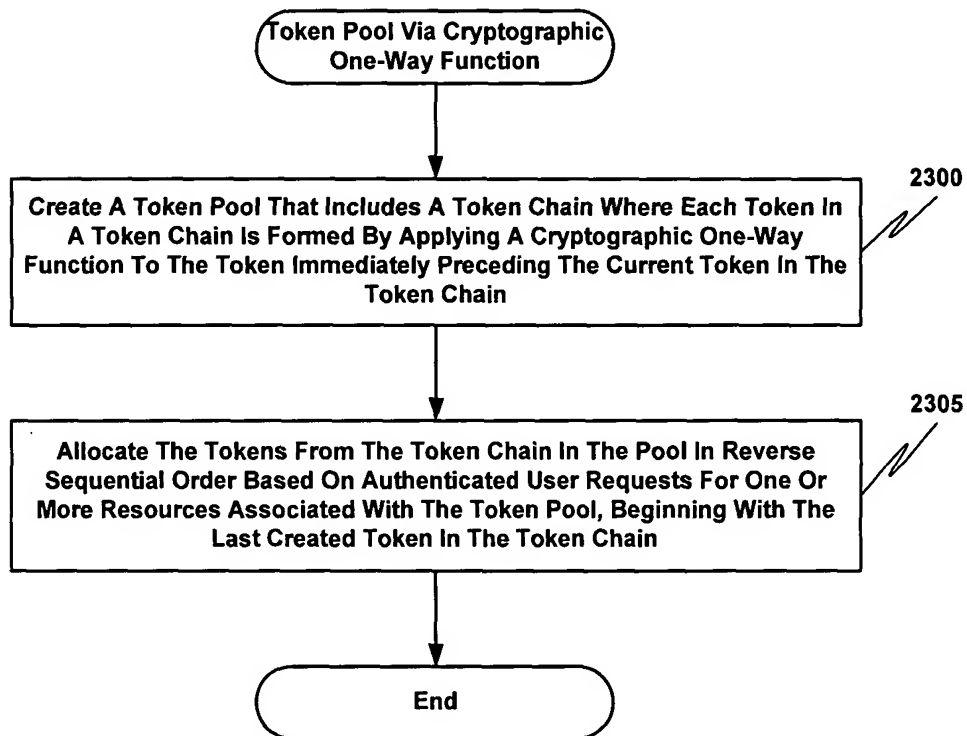 Token Pool Via Cryptographic
One-Way Function
2300
Create A Token Pool That Includes A Token Chain Where Each Token In
A Token Chain Is Formed By Applying A Cryptographic One-Way
Function To The Token Immediately Preceding The Current Token In The
Token Chain
2305
Allocate The Tokens From The Token Chain In The Pool In Reverse
Sequential Order Based On Authenticated User Requests For One Or
More Resources Associated With The Token Pool, Beginning With The
Last Created Token In The Token Chain
End